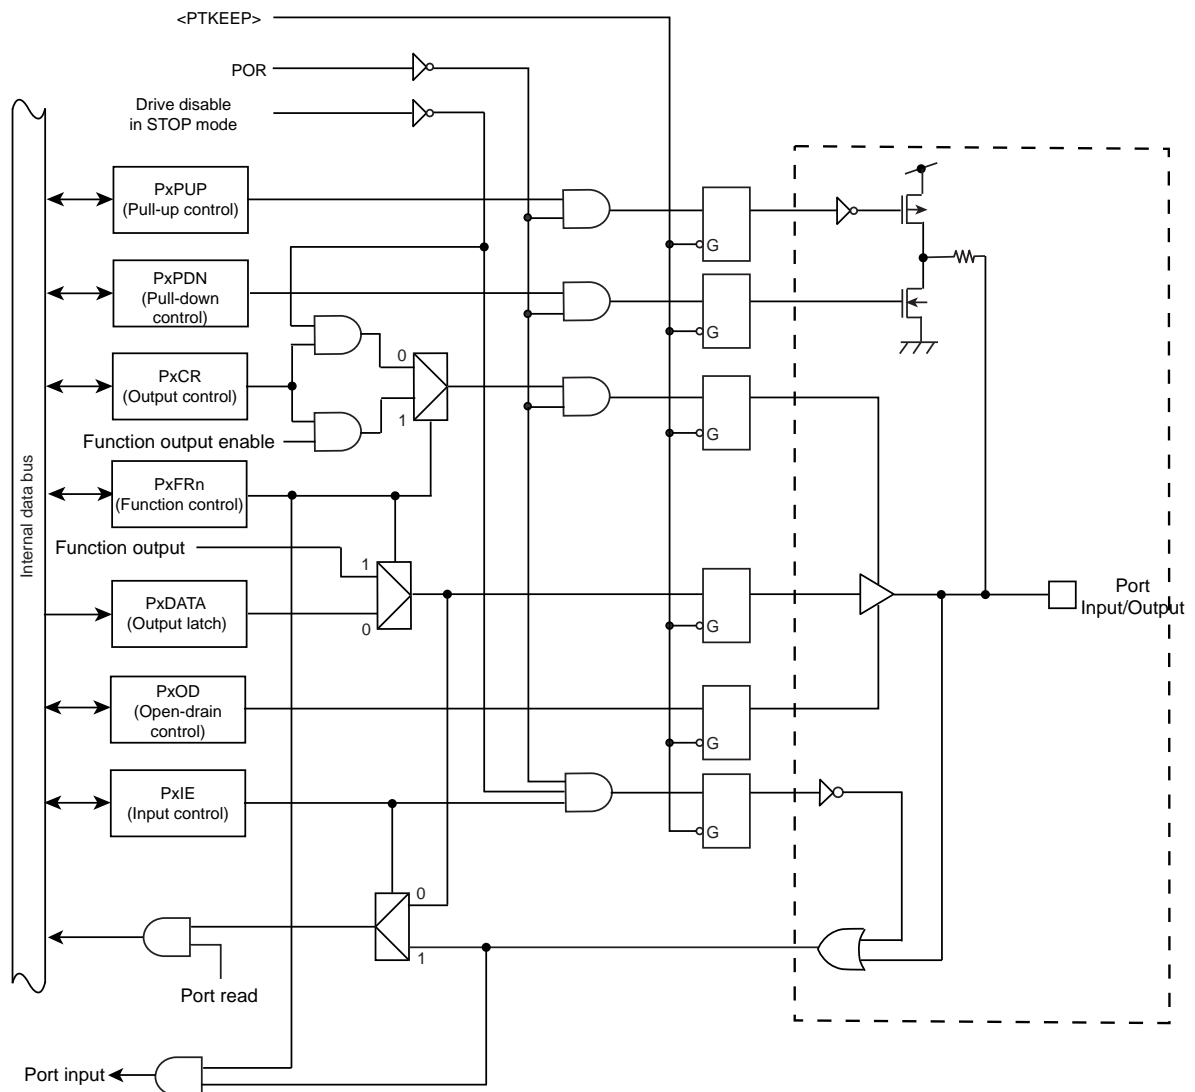 <PTKEEP>
POR
Drive disable
in STOP mode
PxPUP
(Pull-up control)
G
PxPDN
(Pull-down
control)
G
PxCR
(Output control)
0
1
G
Function output enable
Internal data bus
PxFRn
(Function control)
Function output
1
0
PxDATA
(Output latch)
G
Port
Input/Output
PxOD
(Open-drain
control)
G
PxIE
(Input control)
G
0
1
Port read
Port input